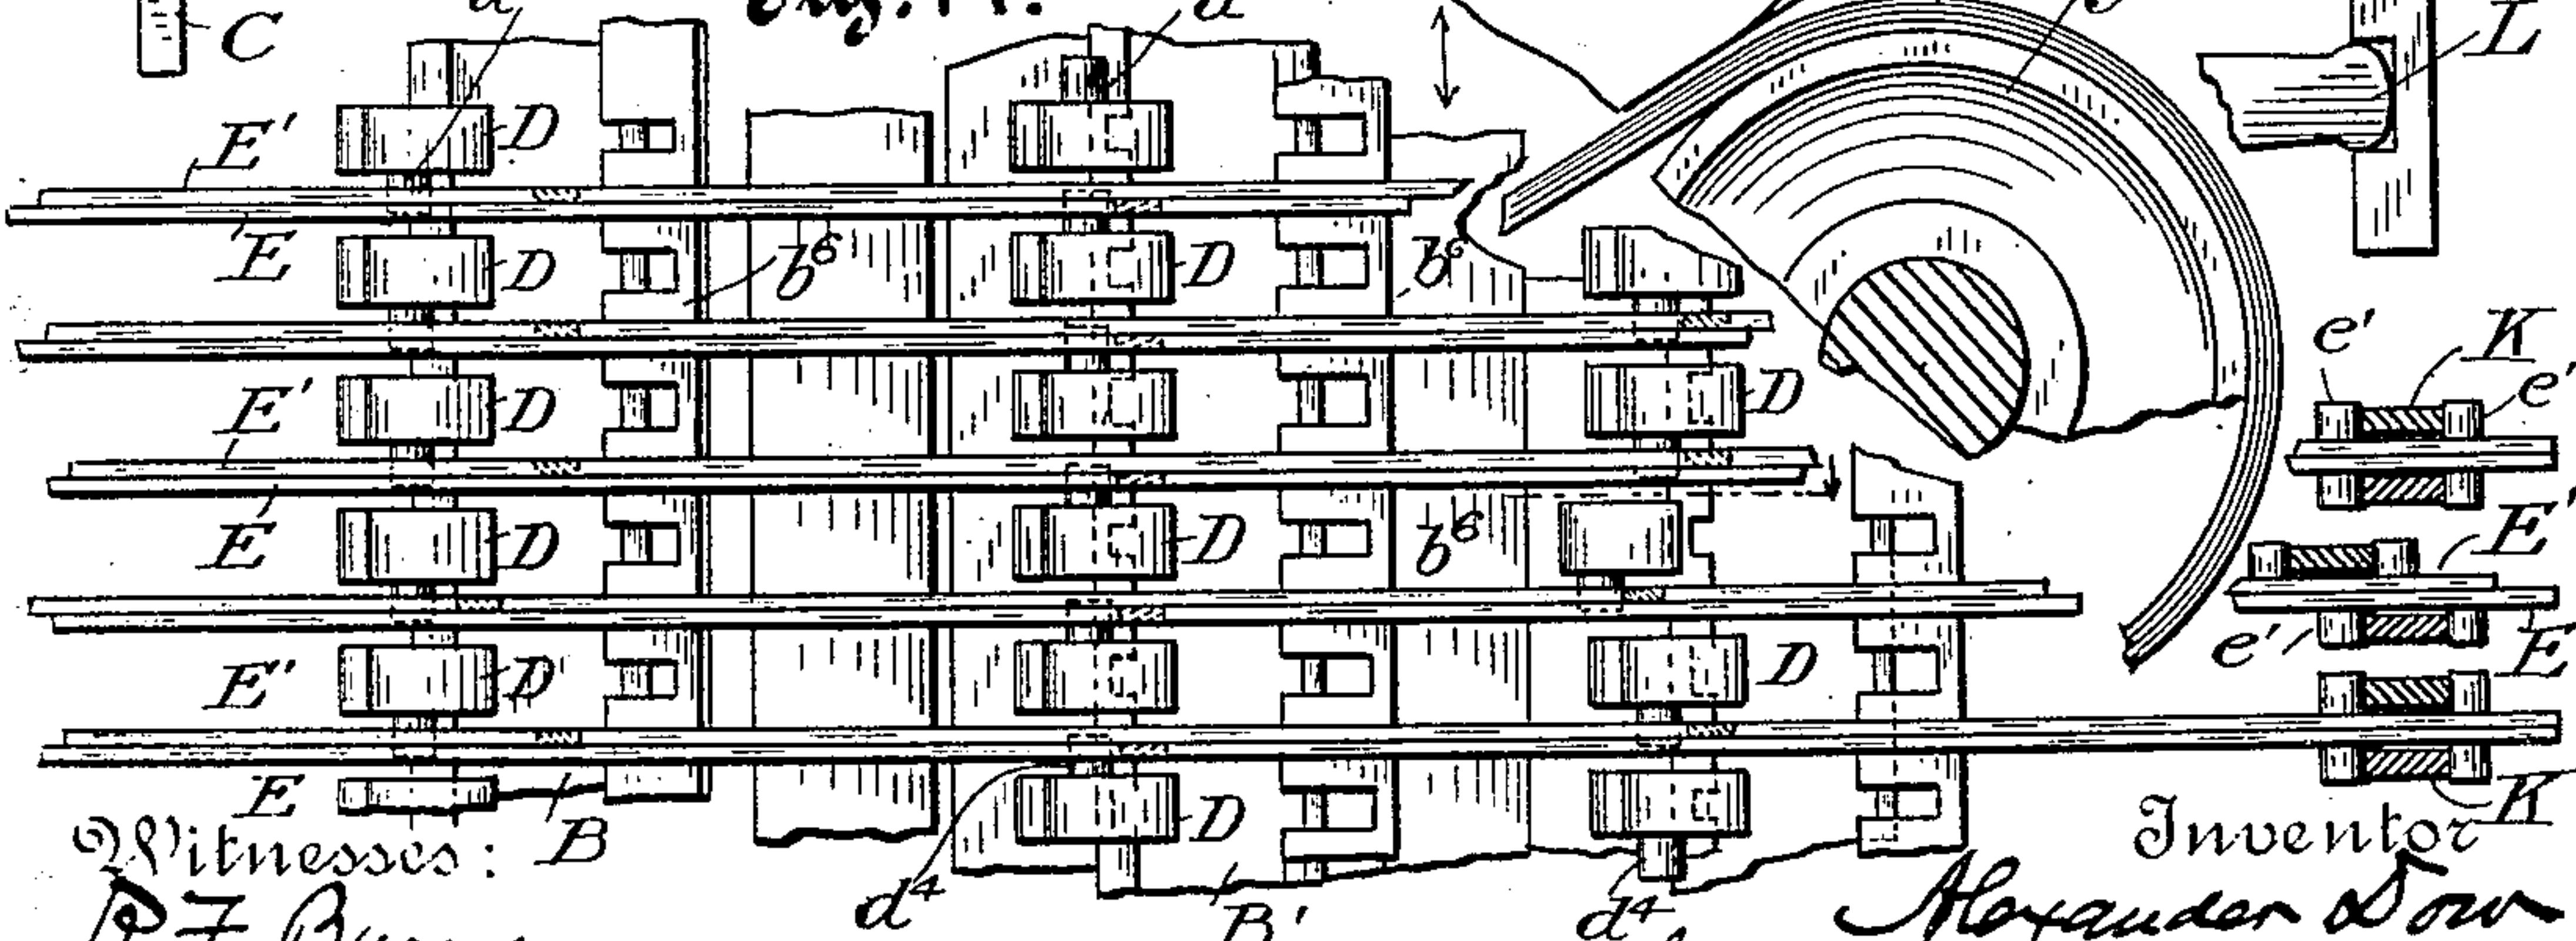 C
L
E'
D
E
D
D
b⁶
b⁶
e'
K
e'
E'
D
D
E
D
D
b⁶
E'
e'
E
E'
D
D
E
D
K
Witnesses:
B
d⁴
B'
d⁴
Inventor
Alexander Dow